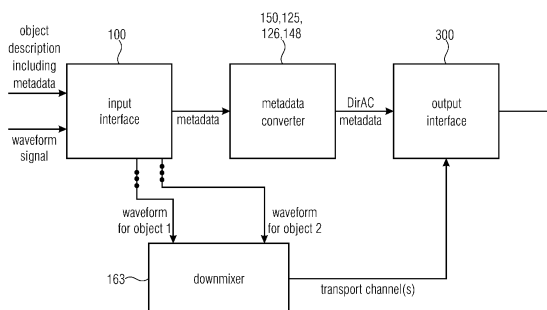 150,125,
126,148
100
300
object
description
including
metadata
input
interface
metadata
metadata
converter
DirAC
metadata
output
interface
waveform
signal
waveform
for object 1
waveform
for object 2
163
downmixer
transport channel(s)